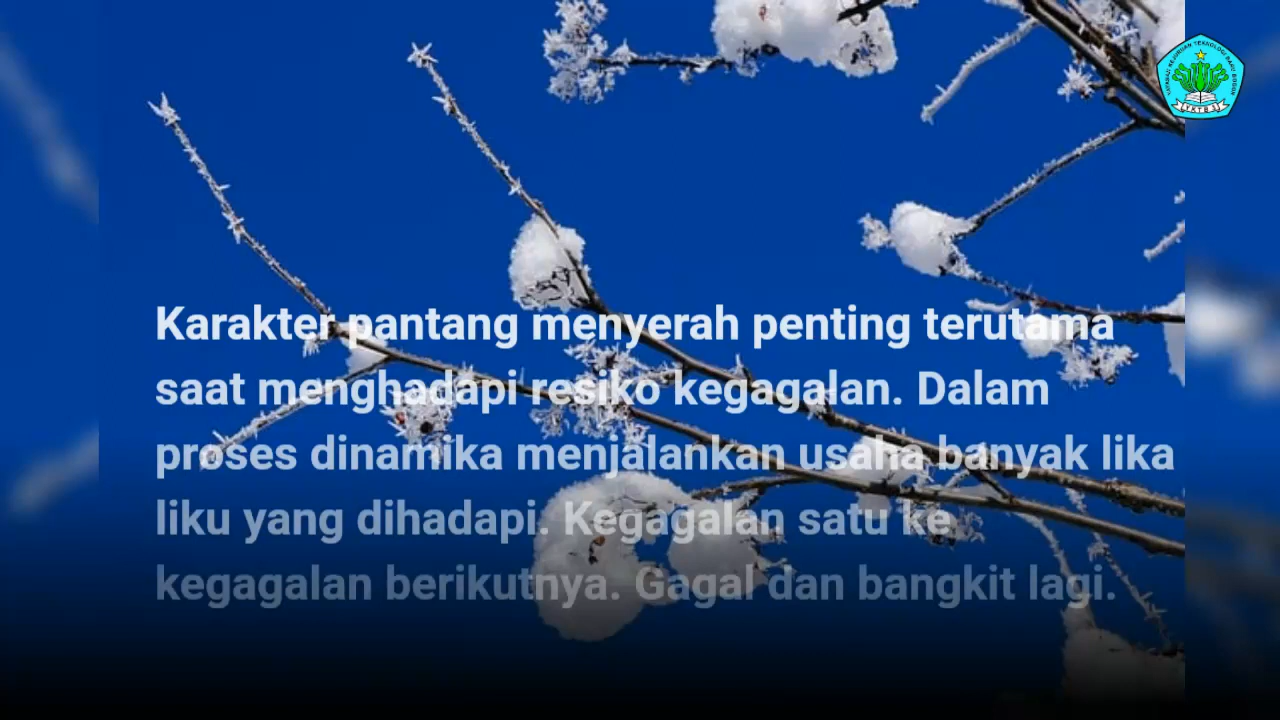 Karakter pantang menyerah penting terutama
saat menghadapi resiko kegagalan. Dalam
proses dinamika menjalankan usaha banyak lika
liku yang dihadapi. Kegagalan satu ke
kegagalan berikutnya. Gagal dan bangkit lagi.